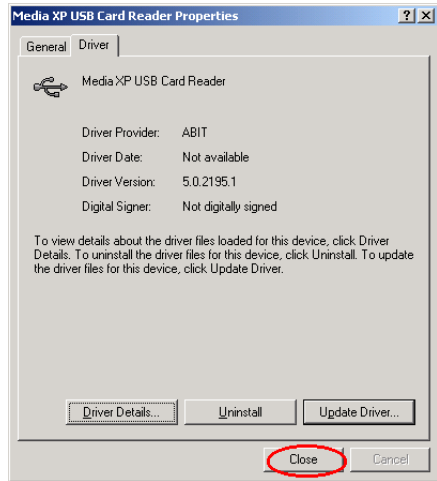 Media XP USB Card Reader Properties
General Driver
Media XP USB Card Reader
Driver Provider: ABIT
Driver Date: Not available
Driver Version: 5.0.2195.1
Digital Signer: Not digitally signed
To view details about the driver files loaded for this device, click Driver
Details. To uninstall the driver files for this device, click Uninstall. To update
the driver files for this device, click Update Driver.
Driver Details... Uninstall Update Driver...
Close Cancel